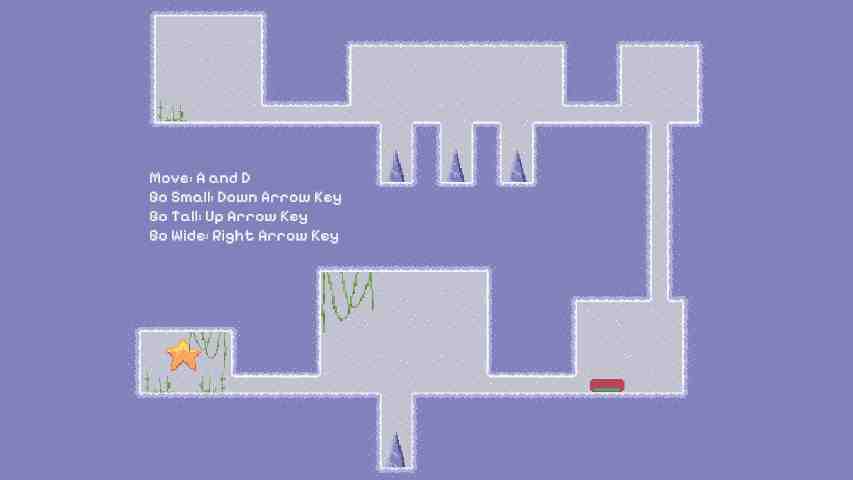 Move: A and D
Go Small: Down Arrow Key
Go Tall: Up Arrow Key
Go Wide: Right Arrow Key